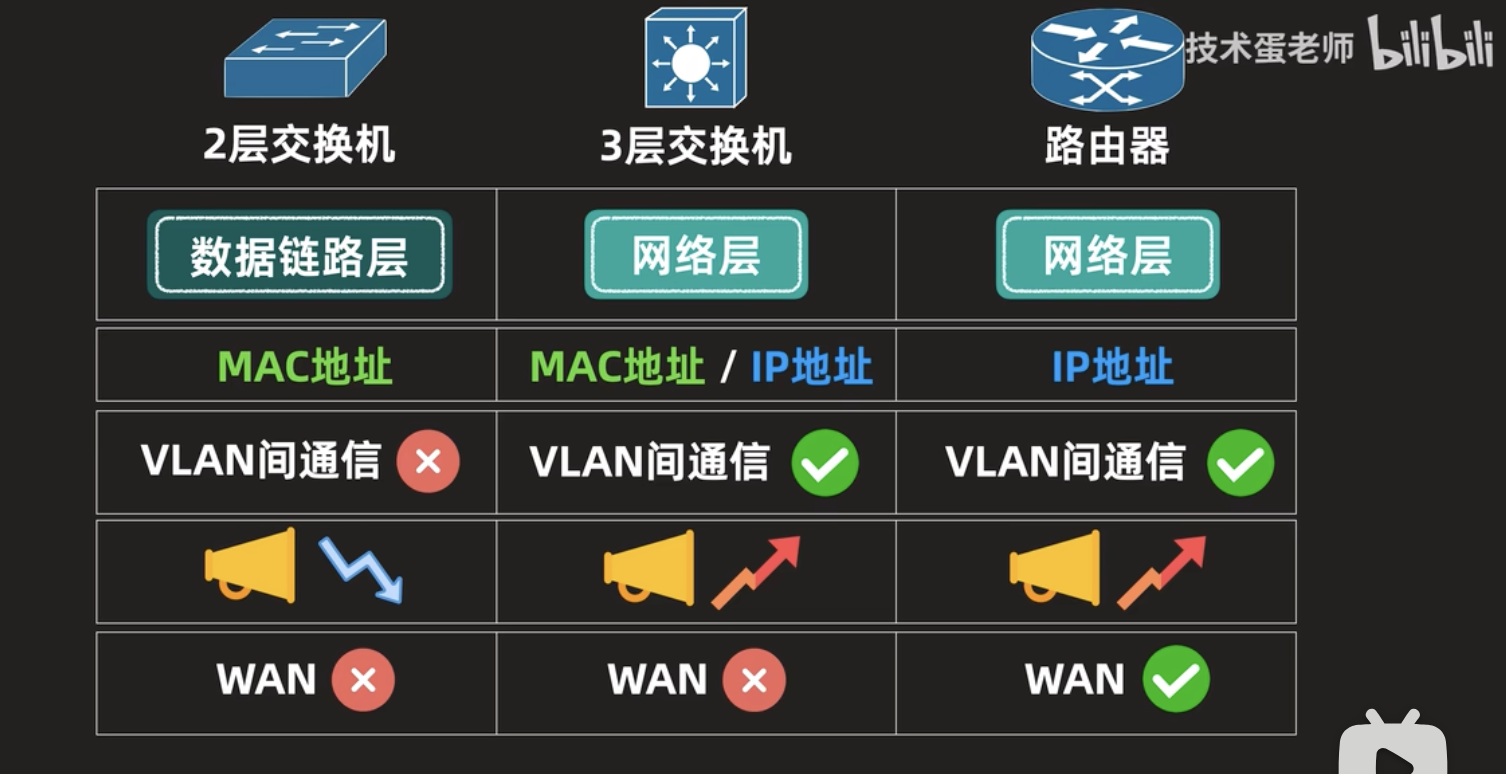 技术蛋老师 bilibili
2层交换机 3层交换机 路由器
数据链路层 网络层 网络层
MAC地址 MAC地址 / IP地址 IP地址
VLAN间通信 VLAN间通信 VLAN间通信
WAN WAN WAN